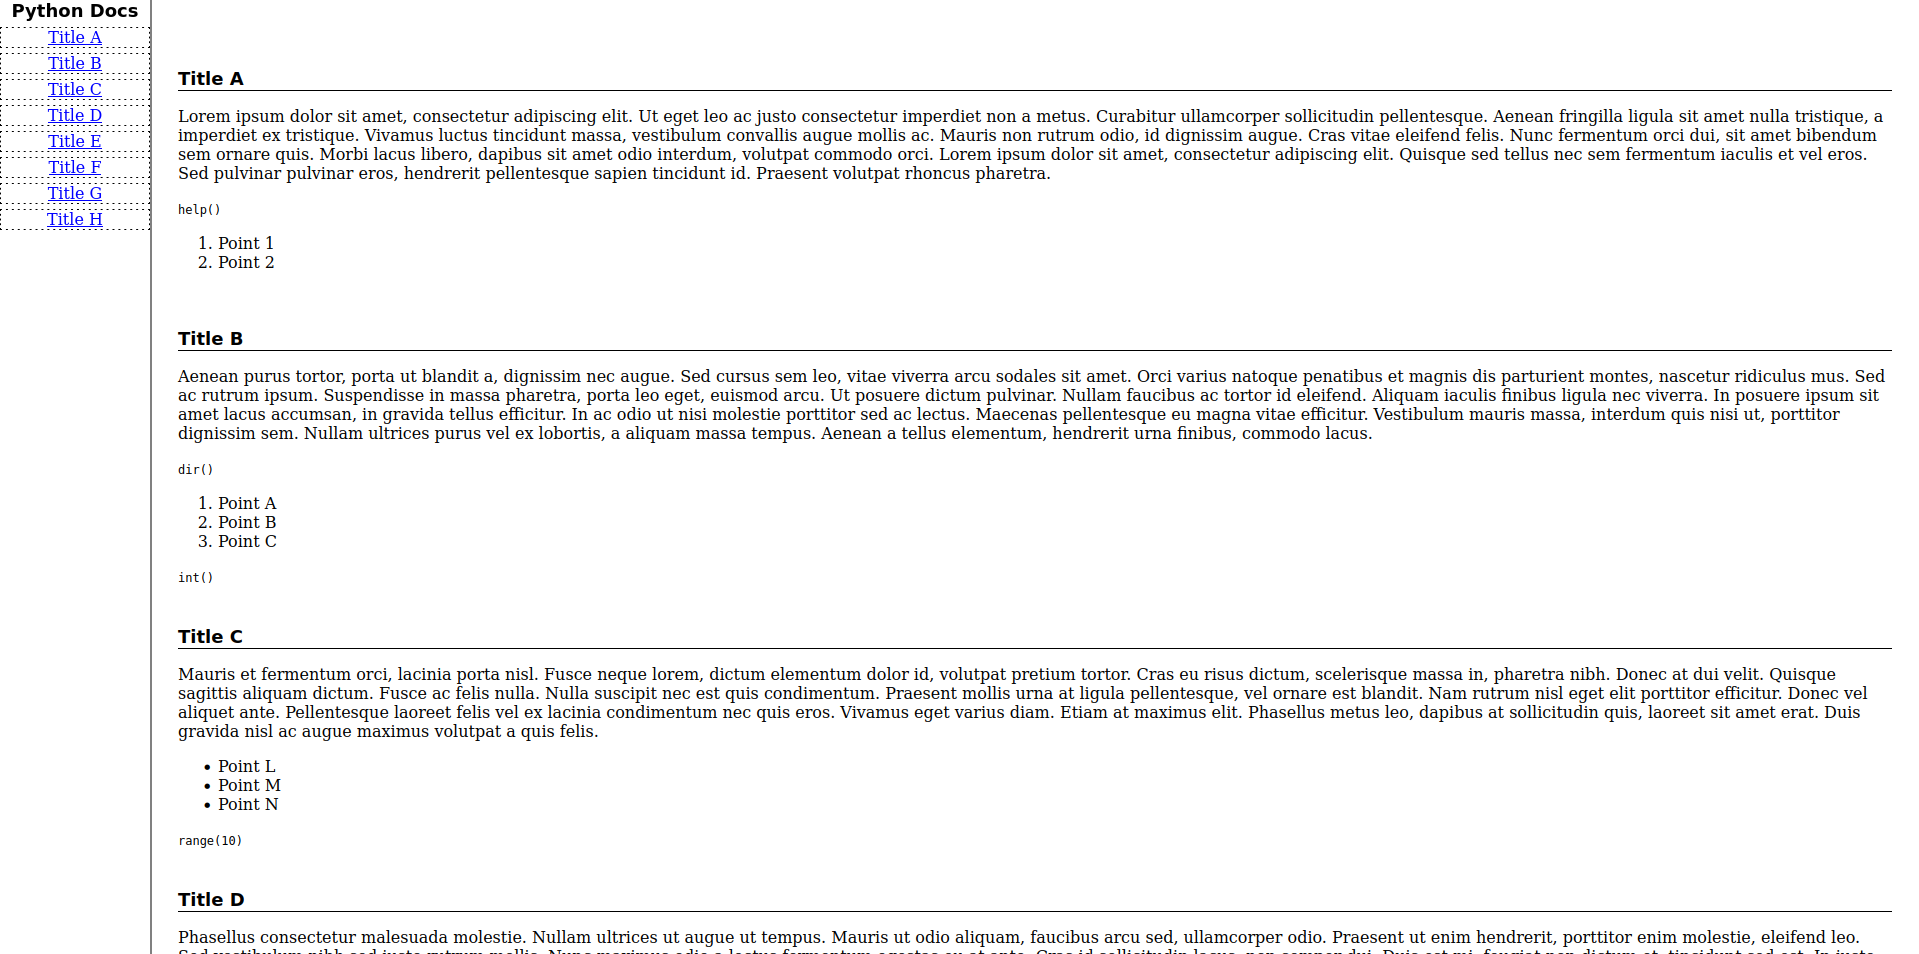 Python Docs
Title A
Title B
Title C
Title D
Title E
Title F
Title G
Title H
Title A
Lorem ipsum dolor sit amet, consectetur adipiscing elit. Ut eget leo ac justo consectetur imperdiet non a metus. Curabitur ullamcorper sollicitudin pellentesque. Aenean fringilla ligula sit amet nulla tristique, a
imperdiet ex tristique. Vivamus luctus tincidunt massa, vestibulum convallis augue mollis ac. Mauris non rutrum odio, id dignissim augue. Cras vitae eleifend felis. Nunc fermentum orci dui, sit amet bibendum
sem ornare quis. Morbi lacus libero, dapibus sit amet odio interdum, volutpat commodo orci. Lorem ipsum dolor sit amet, consectetur adipiscing elit. Quisque sed tellus nec sem fermentum iaculis et vel eros.
Sed pulvinar pulvinar eros, hendrerit pellentesque sapien tincidunt id. Praesent volutpat rhoncus pharetra.
help()
1. Point 1
2. Point 2
Title B
Aenean purus tortor, porta ut blandit a, dignissim nec augue. Sed cursus sem leo, vitae viverra arcu sodales sit amet. Orci varius natoque penatibus et magnis dis parturient montes, nascetur ridiculus mus. Sed
ac rutrum ipsum. Suspendisse in massa pharetra, porta leo eget, euismod arcu. Ut posuere dictum pulvinar. Nullam faucibus ac tortor id eleifend. Aliquam iaculis finibus ligula nec viverra. In posuere ipsum sit
amet lacus accumsan, in gravida tellus efficitur. In ac odio ut nisi molestie porttitor sed ac lectus. Maecenas pellentesque eu magna vitae efficitur. Vestibulum mauris massa, interdum quis nisi ut, porttitor
dignissim sem. Nullam ultrices purus vel ex lobortis, a aliquam massa tempus. Aenean a tellus elementum, hendrerit urna finibus, commodo lacus.
dir()
1. Point A
2. Point B
3. Point C
int()
Title C
Mauris et fermentum orci, lacinia porta nisl. Fusce neque lorem, dictum elementum dolor id, volutpat pretium tortor. Cras eu risus dictum, scelerisque massa in, pharetra nibh. Donec at dui velit. Quisque
sagittis aliquam dictum. Fusce ac felis nulla. Nulla suscipit nec est quis condimentum. Praesent mollis urna at ligula pellentesque, vel ornare est blandit. Nam rutrum nisl eget elit porttitor efficitur. Donec vel
aliquet ante. Pellentesque laoreet felis vel ex lacinia condimentum nec quis eros. Vivamus eget varius diam. Etiam at maximus elit. Phasellus metus leo, dapibus at sollicitudin quis, laoreet sit amet erat. Duis
gravida nisl ac augue maximus volutpat a quis felis.
• Point L
• Point M
• Point N
range(10)
Title D
Phasellus consectetur malesuada molestie. Nullam ultrices ut augue ut tempus. Mauris ut odio aliquam, faucibus arcu sed, ullamcorper odio. Praesent ut enim hendrerit, porttitor enim molestie, eleifend leo.